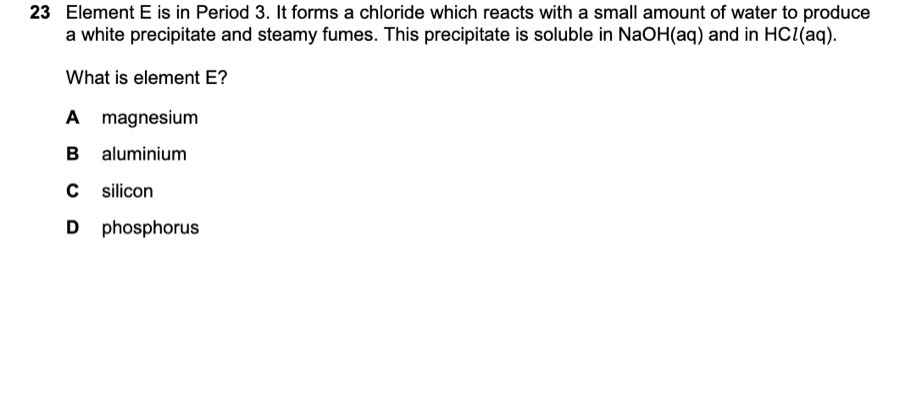 23 Element E is in Period 3. It forms a chloride which reacts with a small amount of water to produce
a white precipitate and steamy fumes. This precipitate is soluble in NaOH(aq) and in HCl(aq).
What is element E?
A magnesium
B aluminium
C silicon
D phosphorus